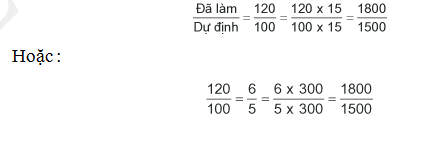 Đã làm/Dự định = 120/100 = 120 x 15/100 x 15 = 1800/1500
Hoặc:
120/100 = 6/5 = 6 x 300/5 x 300 = 1800/1500